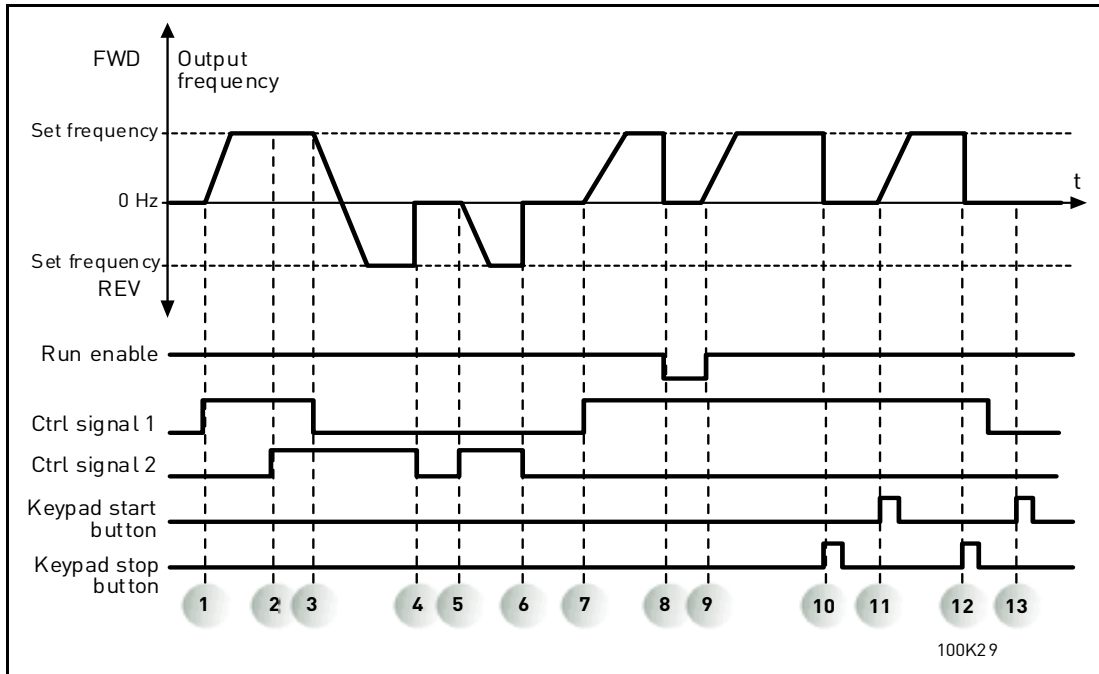 FWD
Output
frequency
Set frequency
0 Hz
t
Set frequency
REV
Run enable
Ctrl signal 1
Ctrl signal 2
Keypad start
button
Keypad stop
button
1 2 3 4 5 6 7 8 9 10 11 12 13
100K29